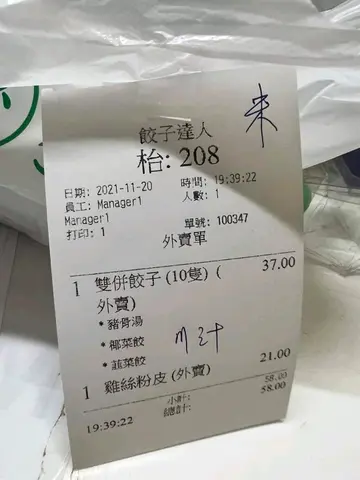 餃子達人
枱: 208
日期: 2021-11-20 時間: 19:39:22
員工: Manager1 人數: 1
Manager1
打印: 1 單號: 100347
外賣單
1 雙併餃子 (10隻) ( 37.00
外賣)
* 豬骨湯
* 椰菜餃
* 韮菜餃
1 雞絲粉皮 (外賣) 21.00
小計: 58.00
總計: 58.00
19:39:22